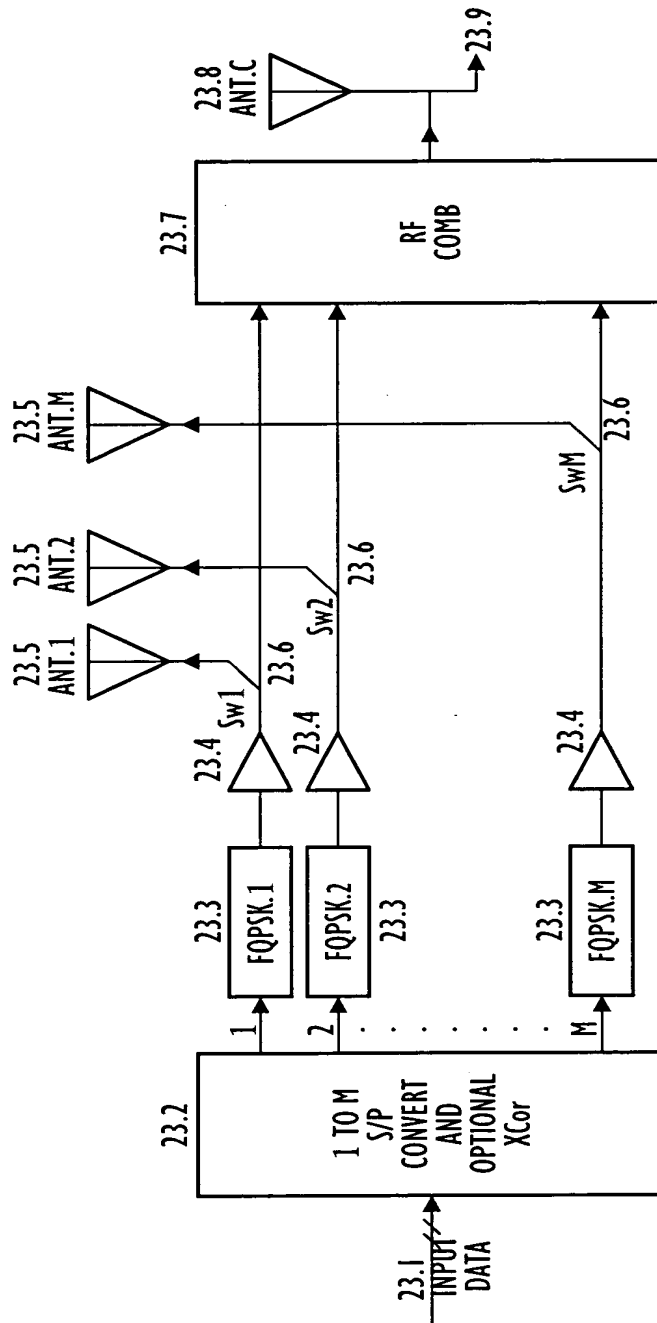 23.1
INPUT
DATA
23.2
1 TO M
S/P
CONVERT
AND
OPTIONAL
XCor
1
2
. . . . . . . .
M
23.3
FQPSK.1
FQPSK.2
23.3
23.3
FQPSK.M
23.4
23.4
23.4
Sw1
23.6
Sw2
23.6
SwM
23.6
23.5
ANT.1
23.5
ANT.2
23.5
ANT.M
23.7
RF
COMB
23.8
ANT.C
23.9